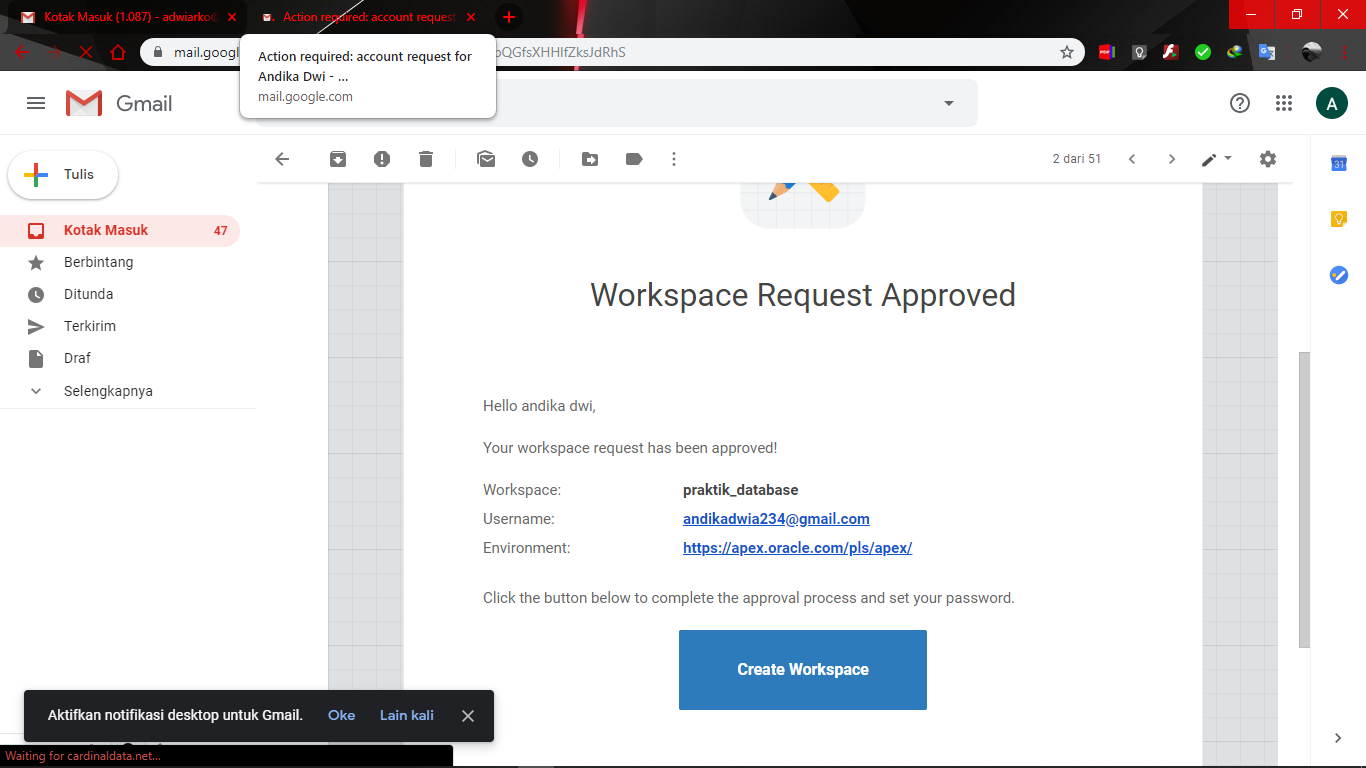 Kotak Masuk (1.087) - adwiarko
Action required: account request
mail.googl
oQGfsXHHlfZksJdRhS
Action required: account request for
Andika Dwi - ...
mail.google.com
Gmail
A
Tulis
2 dari 51
31
Kotak Masuk 47
Berbintang
Ditunda
Terkirim
Draf
Selengkapnya
Workspace Request Approved
Hello andika dwi,
Your workspace request has been approved!
Workspace: praktik_database
Username: andikadwia234@gmail.com
Environment: https://apex.oracle.com/pls/apex/
Click the button below to complete the approval process and set your password.
Create Workspace
Aktifkan notifikasi desktop untuk Gmail. Oke Lain kali
Waiting for cardinaldata.net...